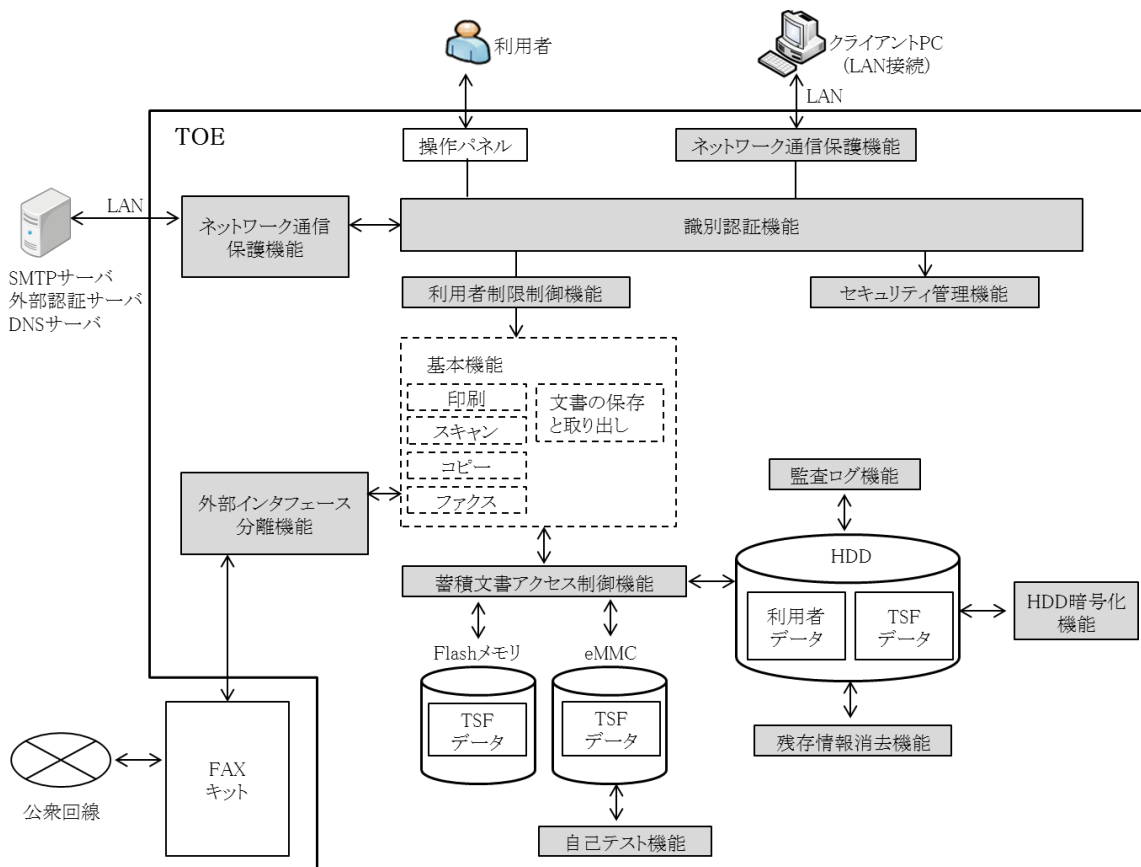 利用者
クライアントPC
(LAN接続)
LAN
TOE
操作パネル
ネットワーク通信保護機能
LAN
ネットワーク通信
保護機能
識別認証機能
SMTPサーバ
外部認証サーバ
DNSサーバ
利用者制限制御機能
セキュリティ管理機能
基本機能
印刷
スキャン
コピー
ファクス
文書の保存
と取り出し
外部インタフェース
分離機能
監査ログ機能
HDD
利用者
データ
TSF
データ
HDD暗号化
機能
蓄積文書アクセス制御機能
Flashメモリ
TSF
データ
eMMC
TSF
データ
残存情報消去機能
自己テスト機能
FAX
キット
公衆回線